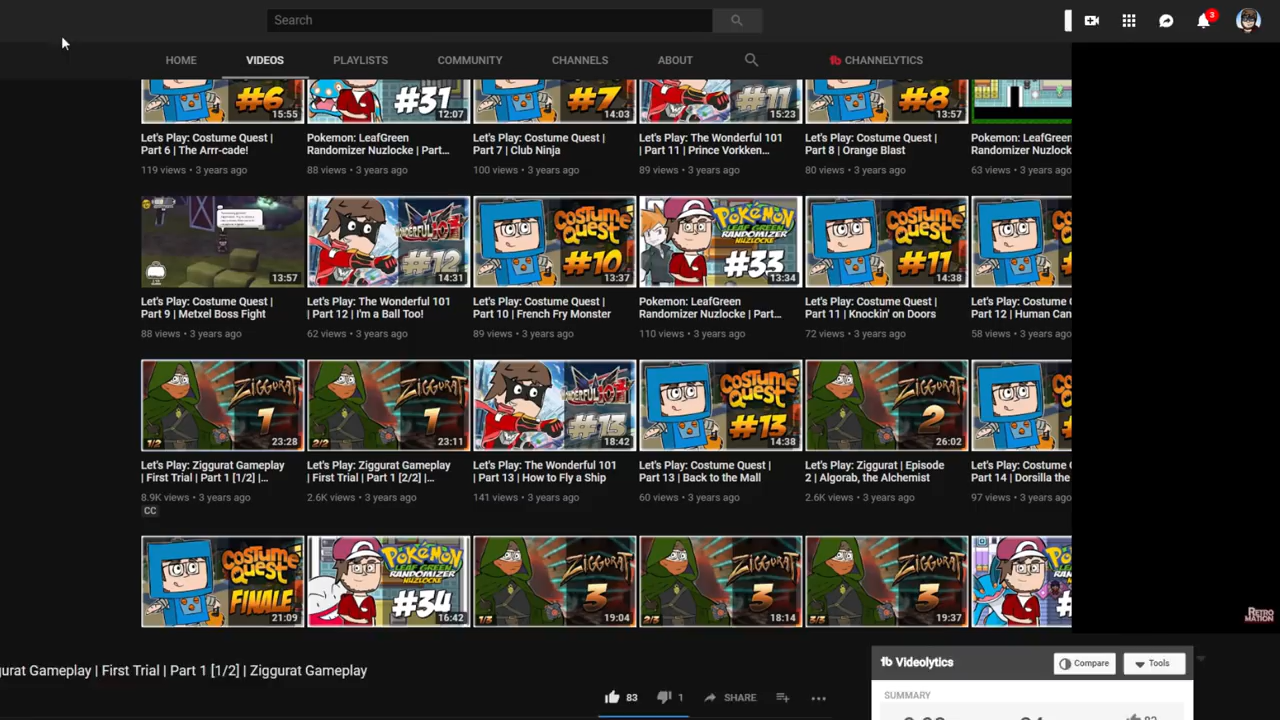 Search
3
HOME VIDEOS PLAYLISTS COMMUNITY CHANNELS ABOUT CHANNELYTICS
#6 15:55 #31 12:07 #7 14:03 #11 15:23 #8 13:57
Let's Play: Costume Quest | Pokemon: LeafGreen Let's Play: Costume Quest | Let's Play: The Wonderful 101 Let's Play: Costume Quest | Pokemon: LeafGreen
Part 6 | The Arrr-cade! Randomizer Nuzlocke | Part... Part 7 | Club Ninja | Part 11 | Prince Vorkken... Part 8 | Orange Blast Randomizer Nuzlock
119 views • 3 years ago 88 views • 3 years ago 100 views • 3 years ago 89 views • 3 years ago 80 views • 3 years ago 63 views • 3 years ago
13:57 #12 14:31 COSTUME QUEST #10 13:37 POKéMON LEAF GREEN RANDOMIZER NUZLOCKE #33 13:34 COSTUME QUEST #11 14:38
Let's Play: Costume Quest | Let's Play: The Wonderful 101 Let's Play: Costume Quest | Pokemon: LeafGreen Let's Play: Costume Quest | Let's Play: Costume
Part 9 | Metxel Boss Fight | Part 12 | I'm a Ball Too! Part 10 | French Fry Monster Randomizer Nuzlocke | Part... Part 11 | Knockin' on Doors Part 12 | Human Can
88 views • 3 years ago 62 views • 3 years ago 89 views • 3 years ago 110 views • 3 years ago 72 views • 3 years ago 58 views • 3 years ago
ZIGGURAT 1 1/2 23:28 ZIGGURAT 1 2/2 23:11 #13 18:42 COSTUME QUEST #13 14:38 ZIGGURAT 2 26:02
Let's Play: Ziggurat Gameplay Let's Play: Ziggurat Gameplay Let's Play: The Wonderful 101 Let's Play: Costume Quest | Let's Play: Ziggurat | Episode Let's Play: Costume
| First Trial | Part 1 [1/2] |... | First Trial | Part 1 [2/2] |... | Part 13 | How to Fly a Ship Part 13 | Back to the Mall 2 | Algorab, the Alchemist Part 14 | Dorsilla the
8.9K views • 3 years ago 2.6K views • 3 years ago 141 views • 3 years ago 60 views • 3 years ago 2.6K views • 3 years ago 97 views • 3 years ago
CC
COSTUME QUEST FINALE 21:09 POKéMON LEAF GREEN RANDOMIZER NUZLOCKE #34 16:42 ZIGGURAT 3 1/3 19:04 ZIGGURAT 3 2/3 18:14 ZIGGURAT 3 19:37
RETROMATION
gurat Gameplay | First Trial | Part 1 [1/2] | Ziggurat Gameplay
83 1 SHARE
Videolytics Compare Tools
SUMMARY